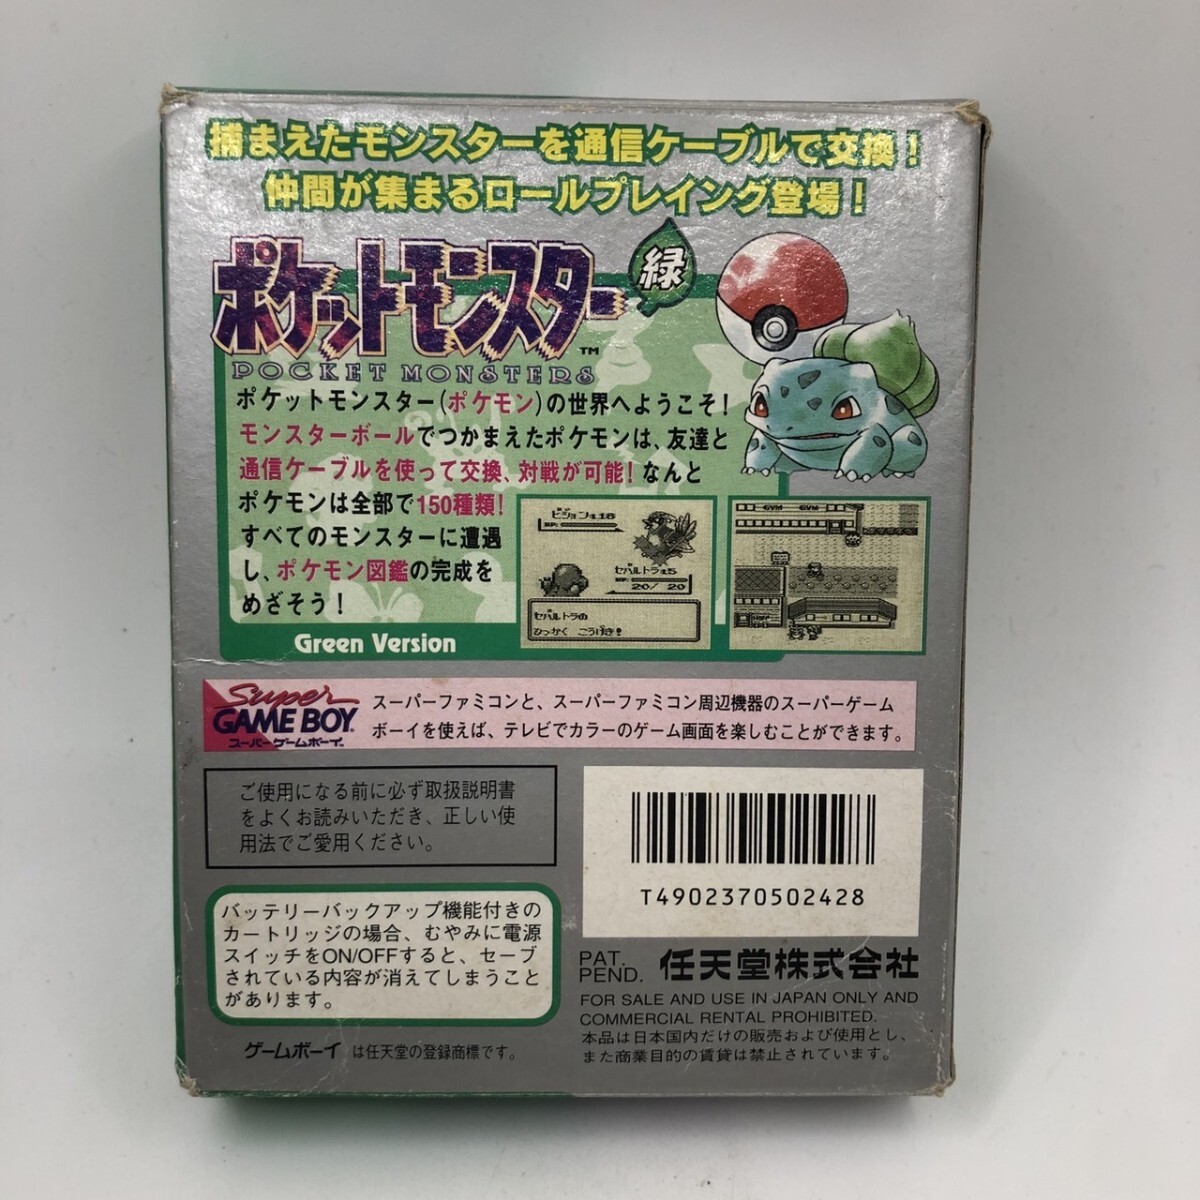 捕まえたモンスターを通信ケーブルで交換！
仲間が集まるロールプレイング登場！
ポケットモンスター
緑
TM
POCKET MONSTERS
ポケットモンスター(ポケモン)の世界へようこそ！
モンスターボールでつかまえたポケモンは、友達と
通信ケーブルを使って交換、対戦が可能！なんと
ポケモンは全部で150種類！
すべてのモンスターに遭遇
し、ポケモン図鑑の完成を
めざそう！
Green Version
ピジョン :L18
HP:
セバルトラ :L5
HP:
20/ 20
セバルトラの
ひっかく こうげき！
GYM GYM
Super
GAME BOY
スーパーゲームボーイ
スーパーファミコンと、スーパーファミコン周辺機器のスーパーゲーム
ボーイを使えば、テレビでカラーのゲーム画面を楽しむことができます。
ご使用になる前に必ず取扱説明書
をよくお読みいただき、正しい使
用法でご愛用ください。
T4902370502428
バッテリーバックアップ機能付きの
カートリッジの場合、むやみに電源
スイッチをON/OFFすると、セーブ
されている内容が消えてしまうこと
があります。
ゲームボーイ は任天堂の登録商標です。
PAT.
PEND. 任天堂株式会社
FOR SALE AND USE IN JAPAN ONLY AND
COMMERCIAL RENTAL PROHIBITED.
本品は日本国内だけの販売および使用とし、
また商業目的の賃貸は禁止されています。